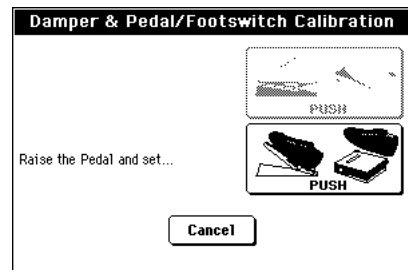 Damper & Pedal/Footswitch Calibration
PUSH
Raise the Pedal and set...
PUSH
Cancel